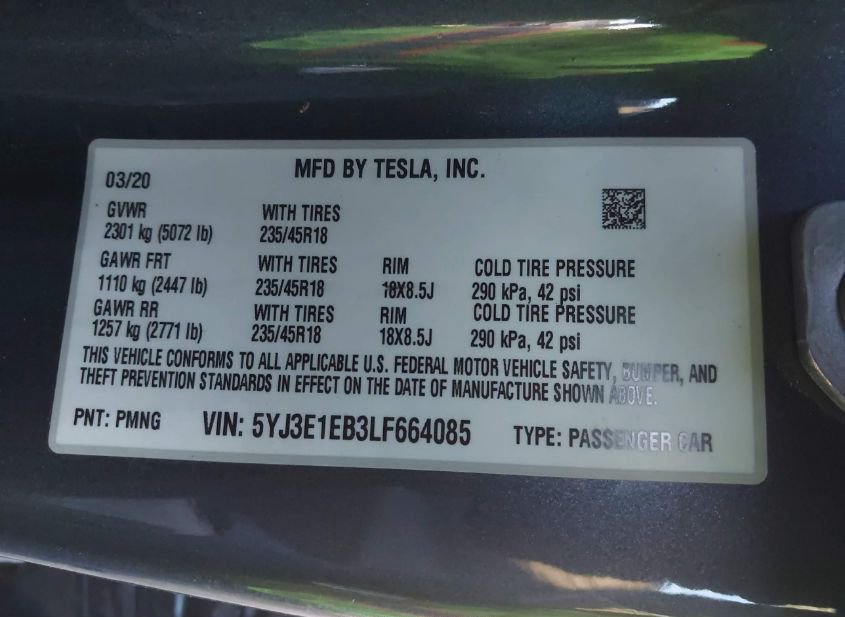 MFD BY TESLA, INC.
03/20
GVWR WITH TIRES
2301 kg (5072 lb) 235/45R18
GAWR FRT WITH TIRES RIM COLD TIRE PRESSURE
1110 kg (2447 lb) 235/45R18 18X8.5J 290 kPa, 42 psi
GAWR RR WITH TIRES RIM COLD TIRE PRESSURE
1257 kg (2771 lb) 235/45R18 18X8.5J 290 kPa, 42 psi
THIS VEHICLE CONFORMS TO ALL APPLICABLE U.S. FEDERAL MOTOR VEHICLE SAFETY, BUMPER, AND
THEFT PREVENTION STANDARDS IN EFFECT ON THE DATE OF MANUFACTURE SHOWN ABOVE.
PNT: PMNG VIN: 5YJ3E1EB3LF664085 TYPE: PASSENGER CAR